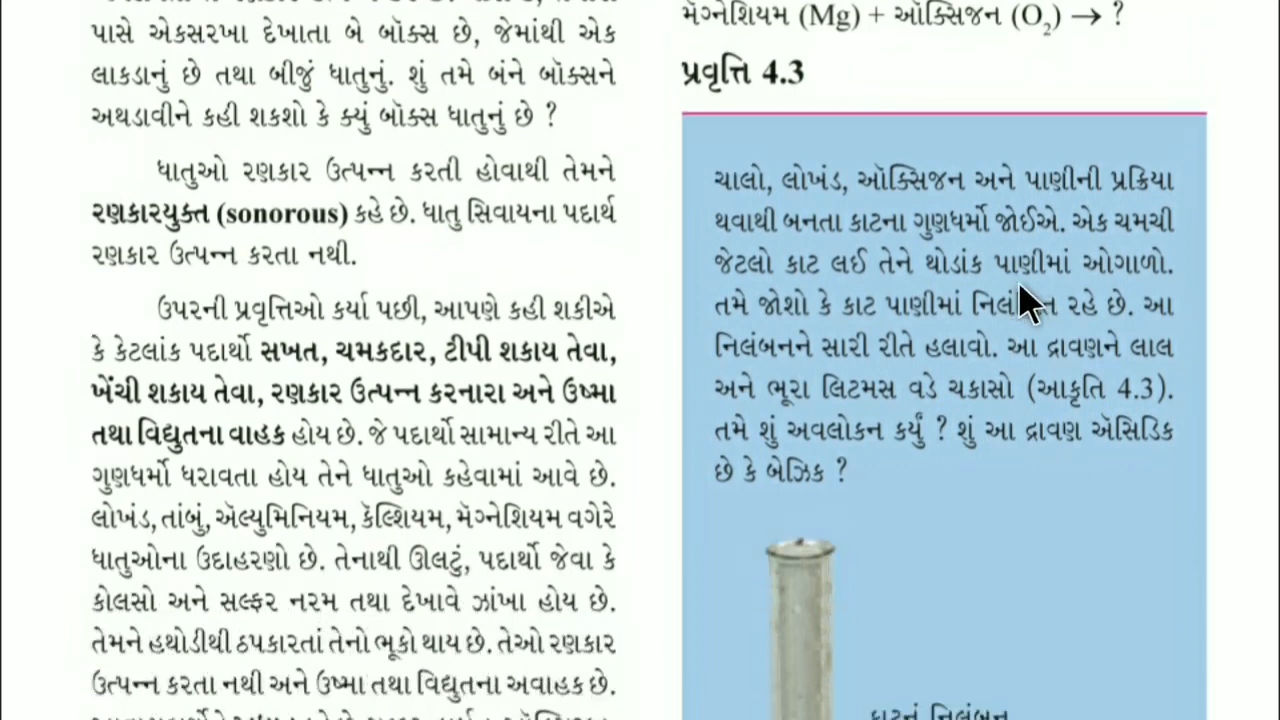 પાસે એકસરખા દેખાતા બે બૉક્સ છે, જેમાંથી એક
લાકડાનું છે તથા બીજું ધાતુનું. શું તમે બંને બૉક્સને
અથડાવીને કહી શકશો કે ક્યું બૉક્સ ધાતુનું છે ?
ધાતુઓ રણકાર ઉત્પન્ન કરતી હોવાથી તેમને
રણકારયુક્ત (sonorous) કહે છે. ધાતુ સિવાયના પદાર્થ
રણકાર ઉત્પન્ન કરતા નથી.
ઉપરની પ્રવૃત્તિઓ કર્યા પછી, આપણે કહી શકીએ
કે કેટલાંક પદાર્થો સખત, ચમકદાર, ટીપી શકાય તેવા,
ખેંચી શકાય તેવા, રણકાર ઉત્પન્ન કરનારા અને ઉષ્મા
તથા વિદ્યુતના વાહક હોય છે. જે પદાર્થો સામાન્ય રીતે આ
ગુણધર્મો ધરાવતા હોય તેને ધાતુઓ કહેવામાં આવે છે.
લોખંડ, તાંબું, ઍલ્યુમિનિયમ, કૅલ્શિયમ, મૅગ્નેશિયમ વગેરે
ધાતુઓના ઉદાહરણો છે. તેનાથી ઊલટું, પદાર્થો જેવા કે
કોલસો અને સલ્ફર નરમ તથા દેખાવે ઝાંખા હોય છે.
તેમને હથોડીથી ઠપકારતાં તેનો ભૂકો થાય છે. તેઓ રણકાર
ઉત્પન્ન કરતા નથી અને ઉષ્મા તથા વિદ્યુતના અવાહક છે.
મૅગ્નેશિયમ (Mg) + ઑક્સિજન (O₂) → ?
પ્રવૃત્તિ 4.3
ચાલો, લોખંડ, ઑક્સિજન અને પાણીની પ્રક્રિયા
થવાથી બનતા કાટના ગુણધર્મો જોઈએ. એક ચમચી
જેટલો કાટ લઈ તેને થોડાંક પાણીમાં ઓગાળો.
તમે જોશો કે કાટ પાણીમાં રહે છે. આ
નિલંબનને સારી રીતે હલાવો. આ દ્રાવણને લાલ
અને ભૂરા લિટમસ વડે ચકાસો (આકૃતિ 4.3).
તમે શું અવલોકન કર્યું ? શું આ દ્રાવણ ઍસિડિક
છે કે બેઝિક ?
કાટનું નિલંબન